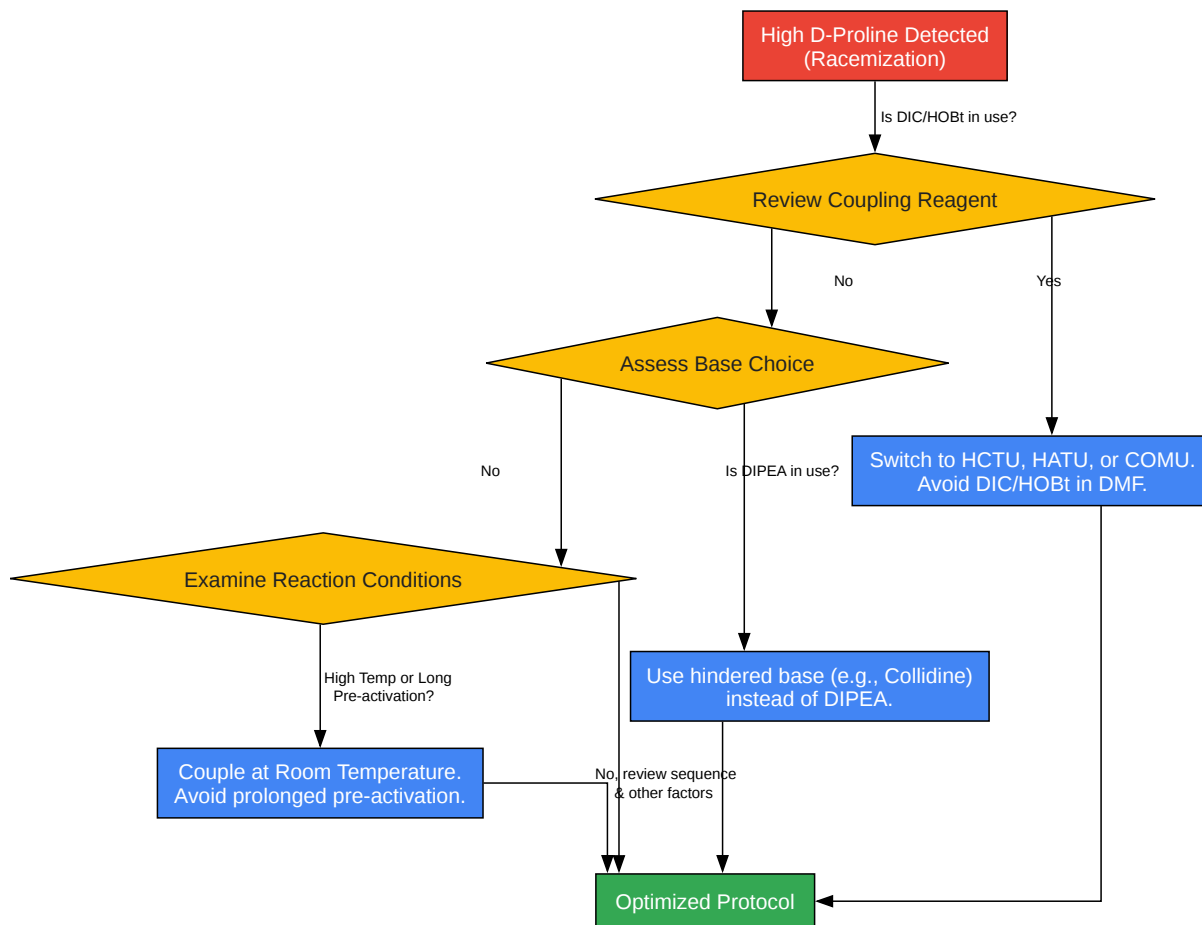 High D-Proline Detected
(Racemization)
Is DIC/HOBt in use?
Review Coupling Reagent
No
Yes
Assess Base Choice
No
Is DIPEA in use?
Switch to HCTU, HATU, or COMU.
Avoid DIC/HOBt in DMF.
Examine Reaction Conditions
High Temp or Long
Pre-activation?
Use hindered base (e.g., Collidine)
instead of DIPEA.
Couple at Room Temperature.
Avoid prolonged pre-activation.
No, review sequence
& other factors
Optimized Protocol